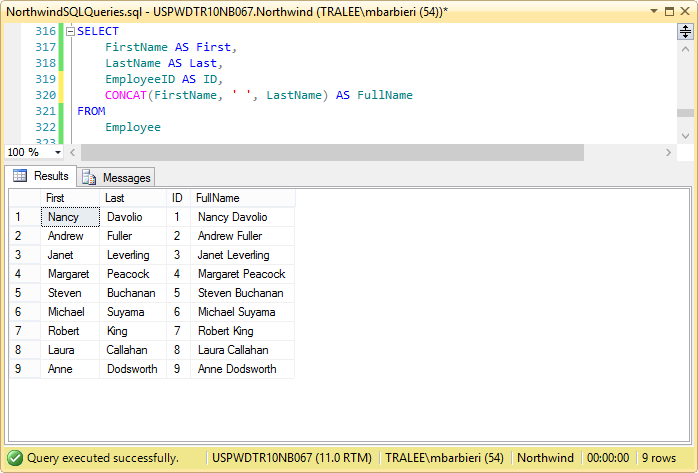 NorthwindSQLQueries.sql - USPWDTR10NB067.Northwind (TRALEE\mbarbieri (54))*
316 SELECT
317 FirstName AS First,
318 LastName AS Last,
319 EmployeeID AS ID,
320 CONCAT(FirstName, ' ', LastName) AS FullName
321 FROM
322 Employee
323
100 %
Results Messages
First Last ID FullName
1 Nancy Davolio 1 Nancy Davolio
2 Andrew Fuller 2 Andrew Fuller
3 Janet Leverling 3 Janet Leverling
4 Margaret Peacock 4 Margaret Peacock
5 Steven Buchanan 5 Steven Buchanan
6 Michael Suyama 6 Michael Suyama
7 Robert King 7 Robert King
8 Laura Callahan 8 Laura Callahan
9 Anne Dodsworth 9 Anne Dodsworth
Query executed successfully. USPWDTR10NB067 (11.0 RTM) TRALEE\mbarbieri (54) Northwind 00:00:00 9 rows